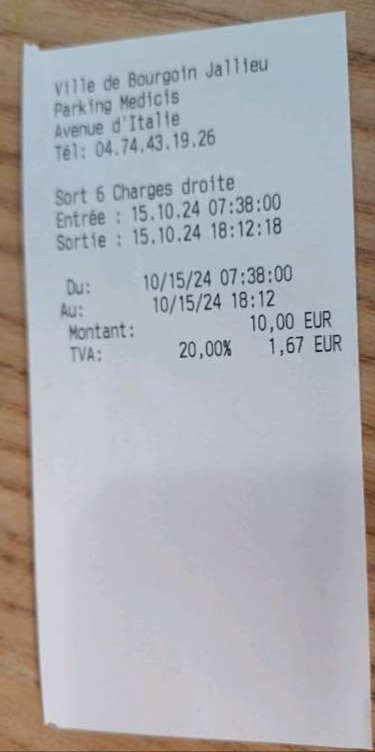 Ville de Bourgoin Jallieu
Parking Medicis
Avenue d'Italie
Tél: 04.74.43.19.26
Sort 6 Charges droite
Entrée : 15.10.24 07:38:00
Sortie : 15.10.24 18:12:18
Du: 10/15/24 07:38:00
Au: 10/15/24 18:12
Montant: 10,00 EUR
TVA: 20,00% 1,67 EUR